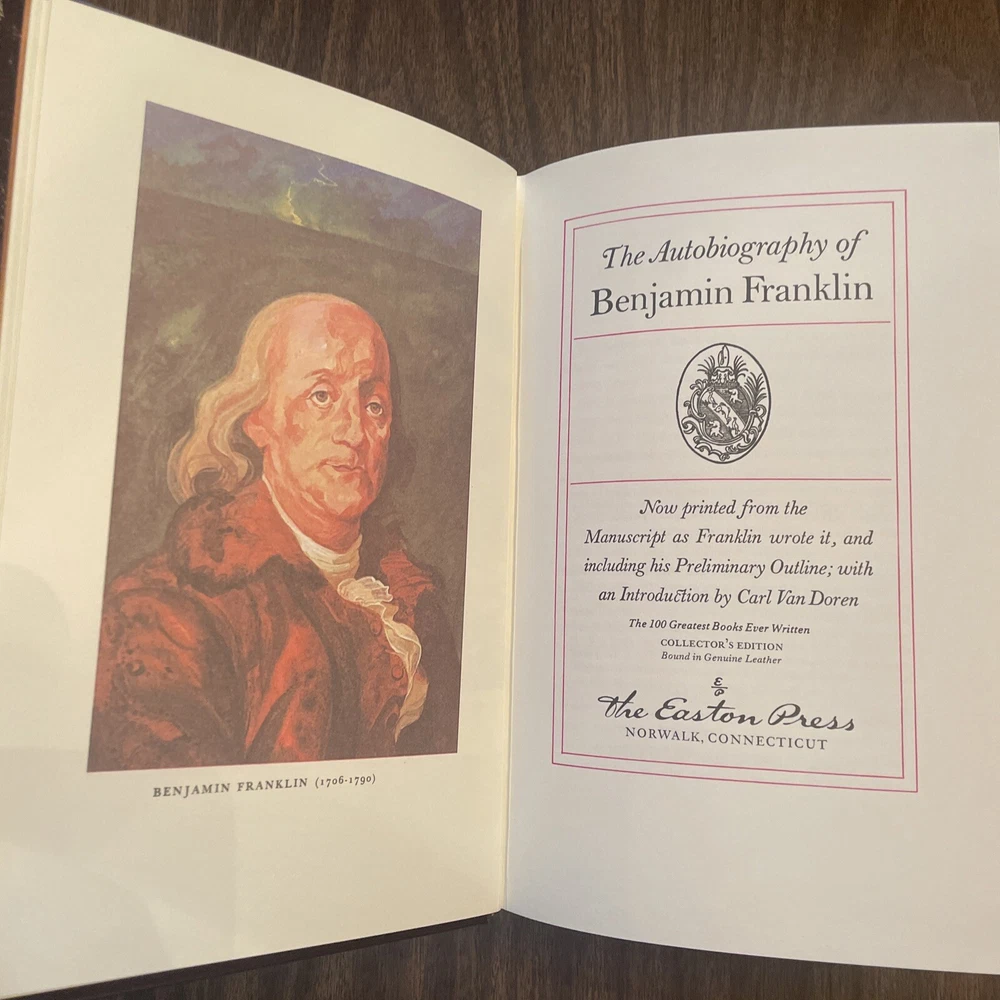 BENJAMIN FRANKLIN (1706-1790)
The Autobiography of
Benjamin Franklin
Now printed from the
Manuscript as Franklin wrote it, and
including his Preliminary Outline; with
an Introduction by Carl Van Doren
The 100 Greatest Books Ever Written
COLLECTOR'S EDITION
Bound in Genuine Leather
E
P
The Easton Press
NORWALK, CONNECTICUT